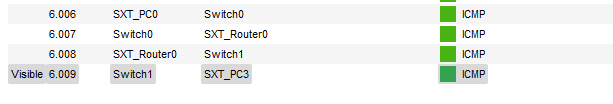 6.006 SXT_PC0 Switch0 ICMP
6.007 Switch0 SXT_Router0 ICMP
6.008 SXT_Router0 Switch1 ICMP
Visible 6.009 Switch1 SXT_PC3 ICMP